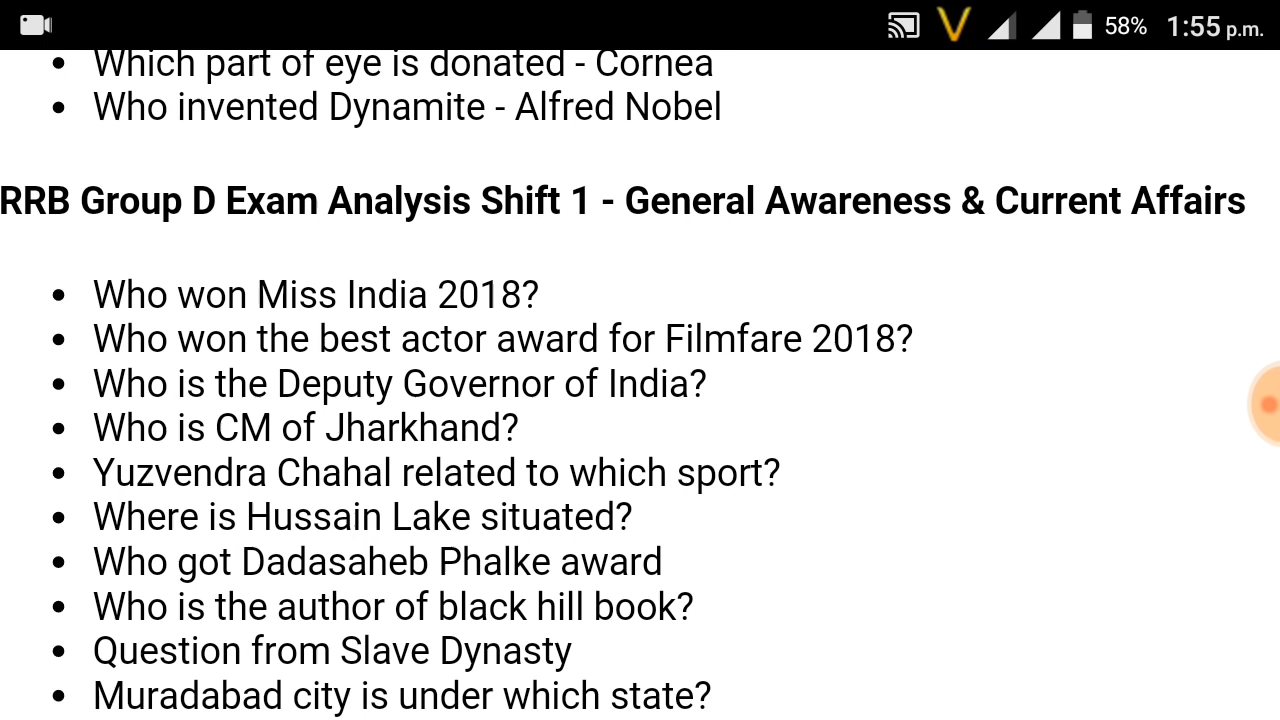 58% 1:55 p.m.
• Which part of eye is donated - Cornea
• Who invented Dynamite - Alfred Nobel
RRB Group D Exam Analysis Shift 1 - General Awareness & Current Affairs
• Who won Miss India 2018?
• Who won the best actor award for Filmfare 2018?
• Who is the Deputy Governor of India?
• Who is CM of Jharkhand?
• Yuzvendra Chahal related to which sport?
• Where is Hussain Lake situated?
• Who got Dadasaheb Phalke award
• Who is the author of black hill book?
• Question from Slave Dynasty
• Muradabad city is under which state?